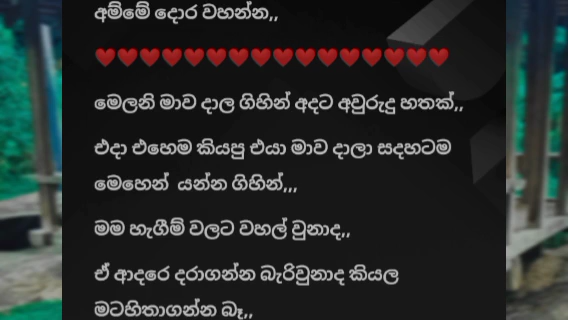 අම්මේ දොර වහන්න,,
❤❤❤❤❤❤❤❤❤❤❤❤❤❤❤❤
මෙලනි මාව දාල ගිහින් අදට අවුරුදු හතක්,,
එදා එහෙම කියපු එයා මාව දාලා සදහටම
මෙහෙන් යන්න ගිහින්,,,
මම හැගීම් වලට වහල් වුනාද,,
ඒ ආදරෙ දරාගන්න බැරිවුනාද කියල
මටහිතාගන්න බෑ,,